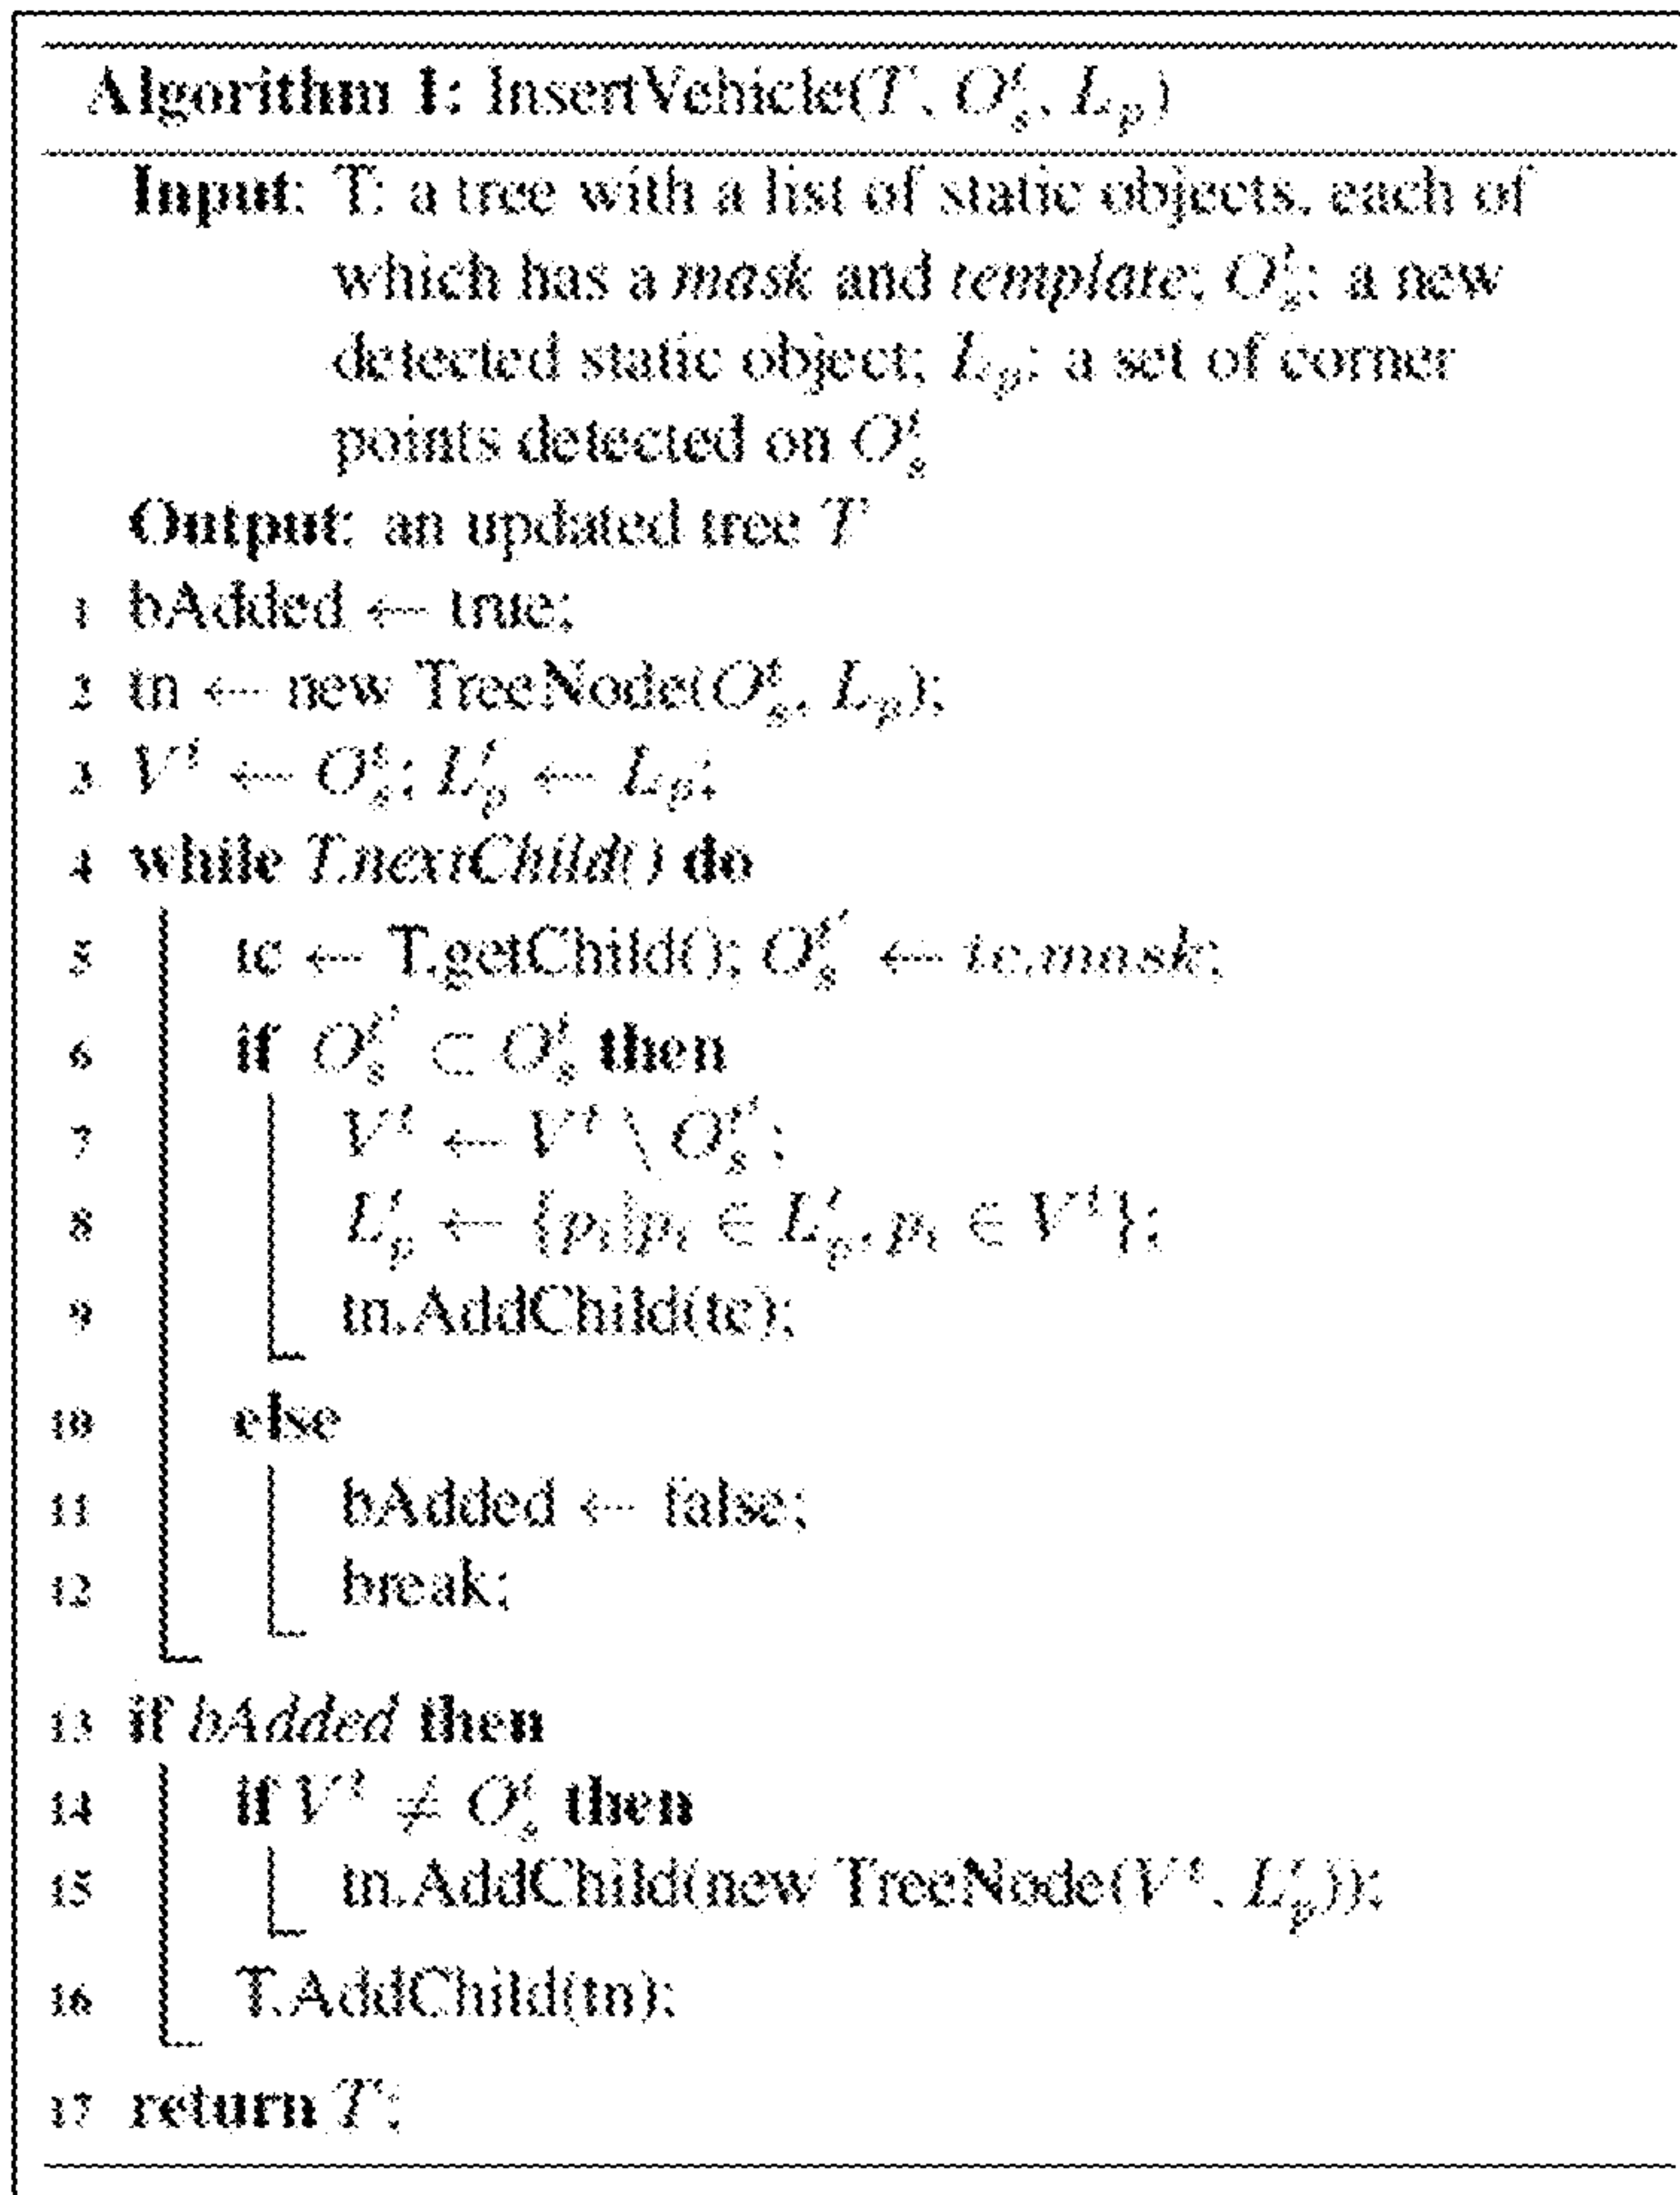 Algorithm 1: InsertVehicle(T, O_s^t, L_p)
Input: T: a tree with a list of static objects, each of
which has a mask and template; O_s^t: a new
detected static object; L_p: a set of corner
points detected on O_s^t
Output: an updated tree T
1 bAdded ← true;
2 tn ← new TreeNode(O_s^t, L_p);
3 V^t ← O_s^t; L'_p ← L_p;
4 while T.nextChild() do
5 tc ← T.getChild(); O_s^{t'} ← tc.mask;
6 if O_s^{t'} ⊂ O_s^t then
7 V^t ← V^t \ O_s^{t'};
8 L'_p ← {p_i|p_i ∈ L'_p, p_i ∈ V^t};
9 tn.AddChild(tc);
10 else
11 bAdded ← false;
12 break;
13 if bAdded then
14 if V^t ≠ O_s^t then
15 tn.AddChild(new TreeNode(V^t, L'_p));
16 T.AddChild(tn);
17 return T;